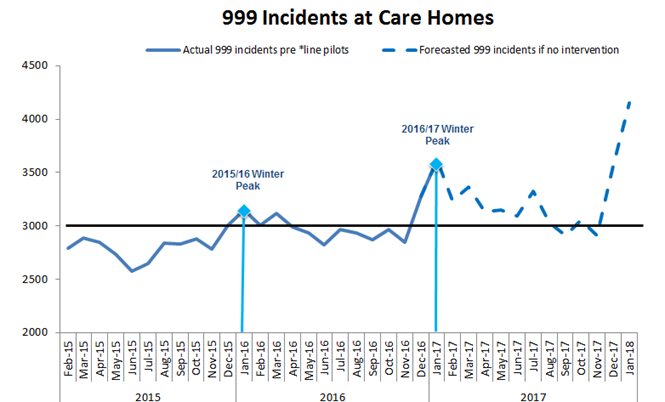 999 Incidents at Care Homes
Actual 999 incidents pre *line pilots
Forecasted 999 incidents if no intervention
4500
4000
3500
3000
2500
2000
2015/16 Winter
Peak
2016/17 Winter
Peak
Feb-15
Mar-15
Apr-15
May-15
Jun-15
Jul-15
Aug-15
Sep-15
Oct-15
Nov-15
Dec-15
Jan-16
Feb-16
Mar-16
Apr-16
May-16
Jun-16
Jul-16
Aug-16
Sep-16
Oct-16
Nov-16
Dec-16
Jan-17
Feb-17
Mar-17
Apr-17
May-17
Jun-17
Jul-17
Aug-17
Sep-17
Oct-17
Nov-17
Dec-17
Jan-18
2015
2016
2017